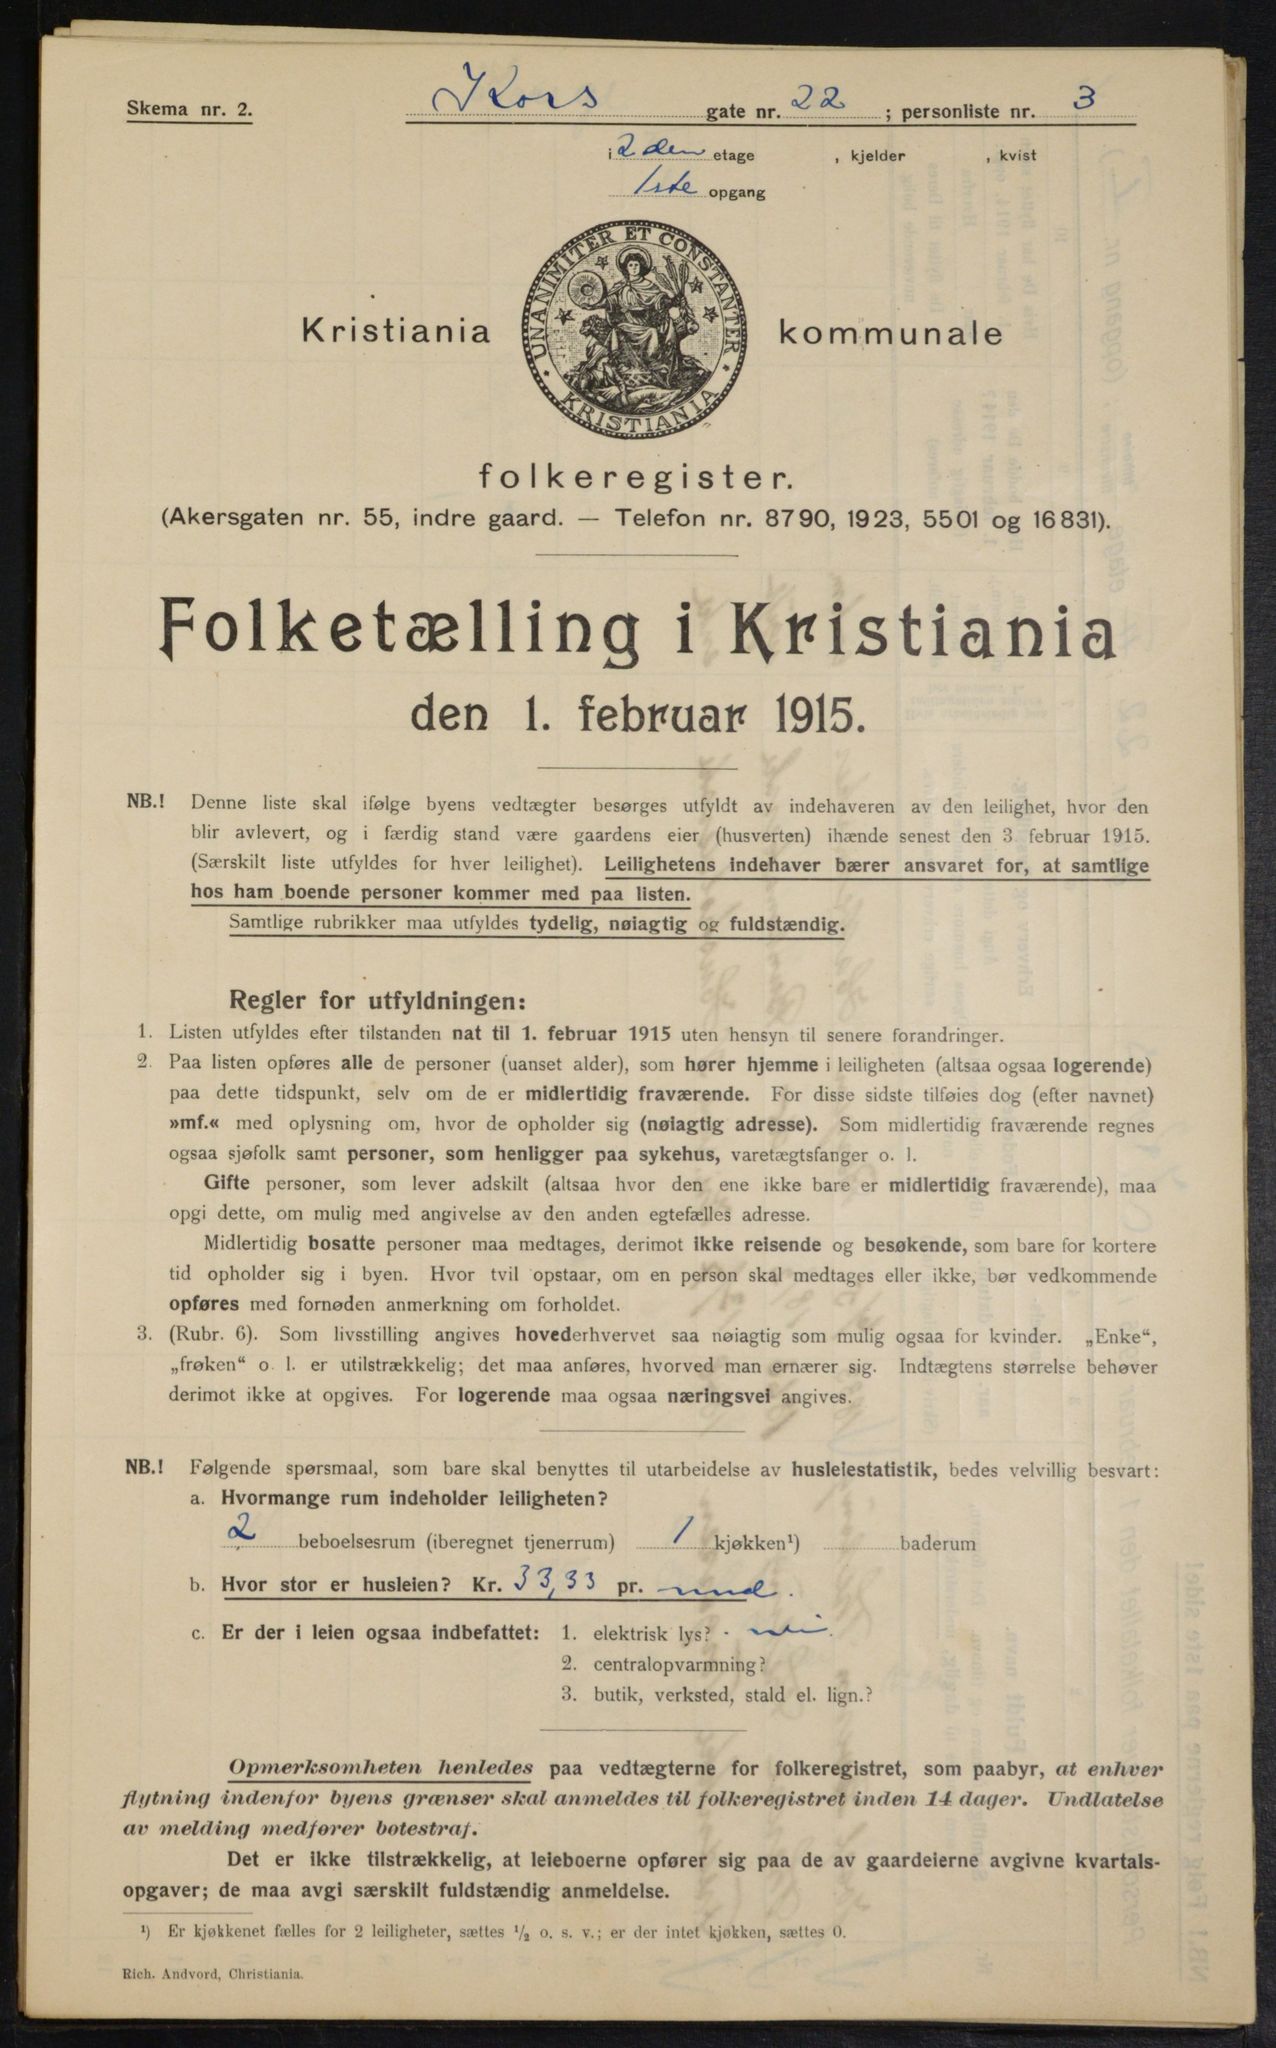 Skema nr. 2.
Kors gate nr. 22 ; personliste nr. 3
i 2den etage , kjelder , kvist
1ste opgang
UNANIMITER ET CONSTANTER
KRISTIANIA
Kristiania kommunale
folkeregister.
(Akersgaten nr. 55, indre gaard. — Telefon nr. 8790, 1923, 5501 og 16831).
Folketælling i Kristiania
den 1. februar 1915.
NB.! Denne liste skal ifølge byens vedtægter besørges utfyldt av indehaveren av den leilighet, hvor den
blir avlevert, og i færdig stand være gaardens eier (husverten) ihænde senest den 3 februar 1915.
(Særskilt liste utfyldes for hver leilighet). Leilighetens indehaver bærer ansvaret for, at samtlige
hos ham boende personer kommer med paa listen.
Samtlige rubrikker maa utfyldes tydelig, nøiagtig og fuldstændig.
Regler for utfyldningen:
1. Listen utfyldes efter tilstanden nat til 1. februar 1915 uten hensyn til senere forandringer.
2. Paa listen opføres alle de personer (uanset alder), som hører hjemme i leiligheten (altsaa ogsaa logerende)
paa dette tidspunkt, selv om de er midlertidig fraværende. For disse sidste tilføies dog (efter navnet)
»mf.« med oplysning om, hvor de opholder sig (nøiagtig adresse). Som midlertidig fraværende regnes
ogsaa sjøfolk samt personer, som henligger paa sykehus, varetægtsfanger o. l.
Gifte personer, som lever adskilt (altsaa hvor den ene ikke bare er midlertidig fraværende), maa
opgi dette, om mulig med angivelse av den anden egtefælles adresse.
Midlertidig bosatte personer maa medtages, derimot ikke reisende og besøkende, som bare for kortere
tid opholder sig i byen. Hvor tvil opstaar, om en person skal medtages eller ikke, bør vedkommende
opføres med fornøden anmerkning om forholdet.
3. (Rubr. 6). Som livsstilling angives hovederhvervet saa nøiagtig som mulig ogsaa for kvinder. „Enke“,
„frøken“ o. l. er utilstrækkelig; det maa anføres, hvorved man ernærer sig. Indtægtens størrelse behøver
derimot ikke at opgives. For logerende maa ogsaa næringsvei angives.
NB.! Følgende spørsmaal, som bare skal benyttes til utarbeidelse av husleiestatistik, bedes velvillig besvart:
a. Hvormange rum indeholder leiligheten?
2 beboelsesrum (iberegnet tjenerrum) 1 kjøkken¹) baderum
b. Hvor stor er husleien? Kr. 33,33 pr. mnd.
c. Er der i leien ogsaa indbefattet: 1. elektrisk lys? nei.
2. centralopvarmning?
3. butik, verksted, stald el. lign.?
Opmerksomheten henledes paa vedtægterne for folkeregistret, som paabyr, at enhver
flytning indenfor byens grænser skal anmeldes til folkeregistret inden 14 dager. Undlatelse
av melding medfører botestraf.
Det er ikke tilstrækkelig, at leieboerne opfører sig paa de av gaardeierne avgivne kvartals-
opgaver; de maa avgi særskilt fuldstændig anmeldelse.
¹) Er kjøkkenet fælles for 2 leiligheter, sættes ½ o. s. v.; er der intet kjøkken, sættes 0.
Rich. Andvord, Christiania.